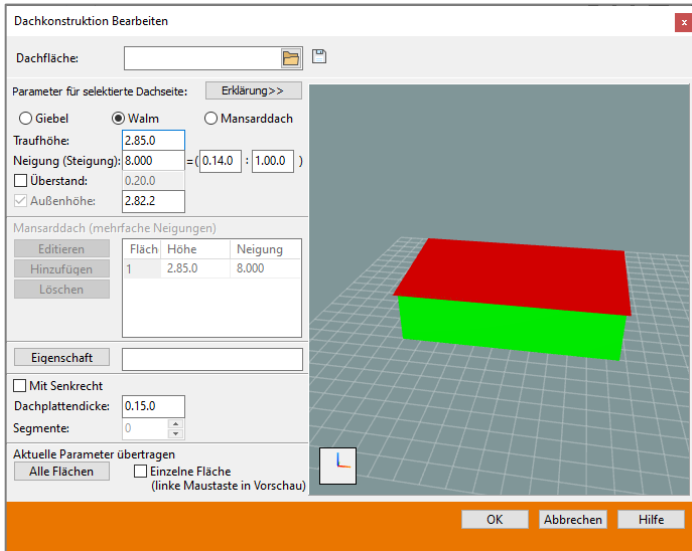 Dachkonstruktion Bearbeiten x
Dachfläche:
Parameter für selektierte Dachseite: Erklärung>>
Giebel Walm Mansarddach
Traufhöhe: 2.85.0
Neigung (Steigung): 8.000 =( 0.14.0 : 1.00.0 )
Überstand: 0.20.0
Außenhöhe: 2.82.2
Mansarddach (mehrfache Neigungen)
Editieren Fläch Höhe Neigung
Hinzufügen 1 2.85.0 8.000
Löschen
Eigenschaft
Mit Senkrecht
Dachplattendicke: 0.15.0
Segmente: 0
Aktuelle Parameter übertragen
Alle Flächen Einzelne Fläche
(linke Maustaste in Vorschau)
OK Abbrechen Hilfe